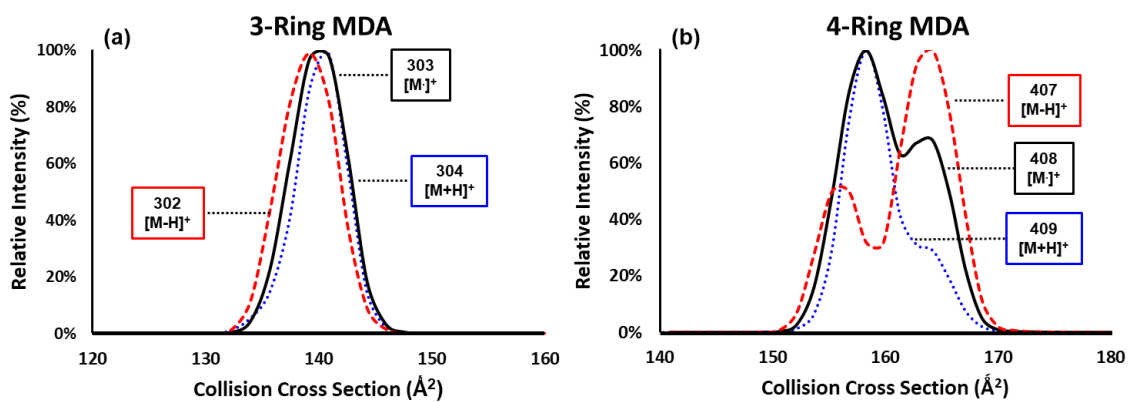 (a)
3-Ring MDA
100%
80%
60%
40%
20%
0%
Relative Intensity (%)
303
[M·]+
304
[M+H]+
302
[M-H]+
120
130
140
150
160
Collision Cross Section (Å²)
(b)
4-Ring MDA
100%
80%
60%
40%
20%
0%
Relative Intensity (%)
407
[M-H]+
408
[M·]+
409
[M+H]+
140
150
160
170
180
Collision Cross Section (Å²)